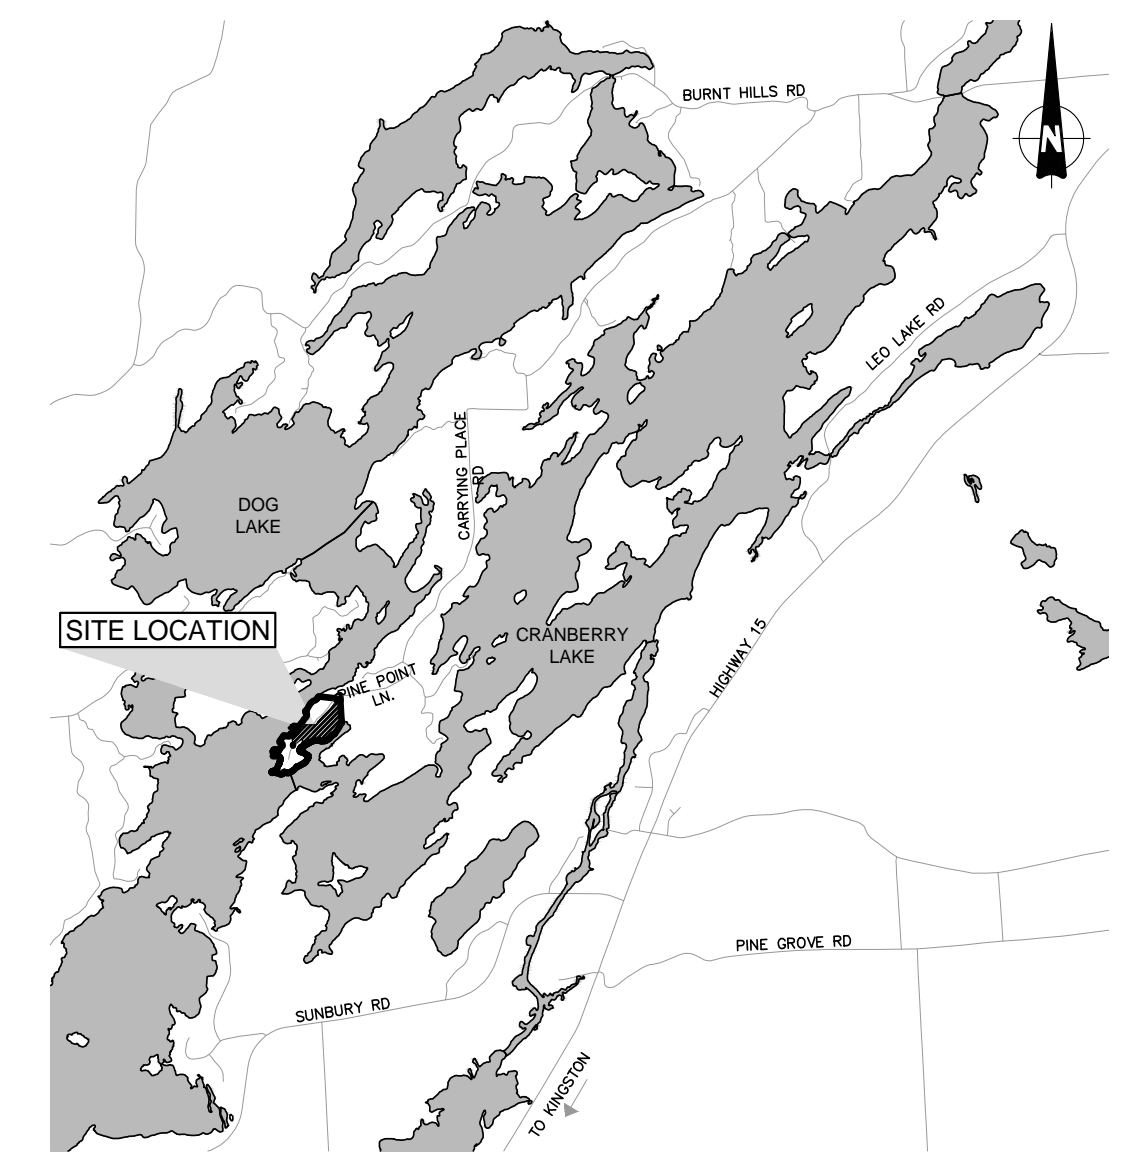 BURNT HILLS RD
N
LEO LAKE RD
CARRYING PLACE
RD
DOG
LAKE
SITE LOCATION
CRANBERRY
LAKE
HIGHWAY 15
PINE POINT
LN.
PINE GROVE RD
SUNBURY RD
TO KINGSTON